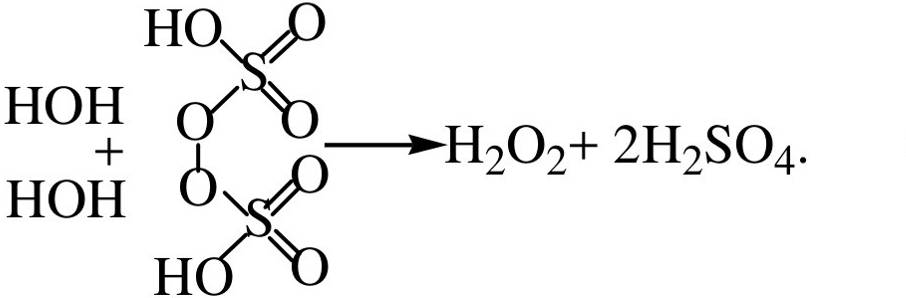 HO O
S
HOH O O
+ → H₂O₂ + 2H₂SO₄.
HOH O O
S
HO O